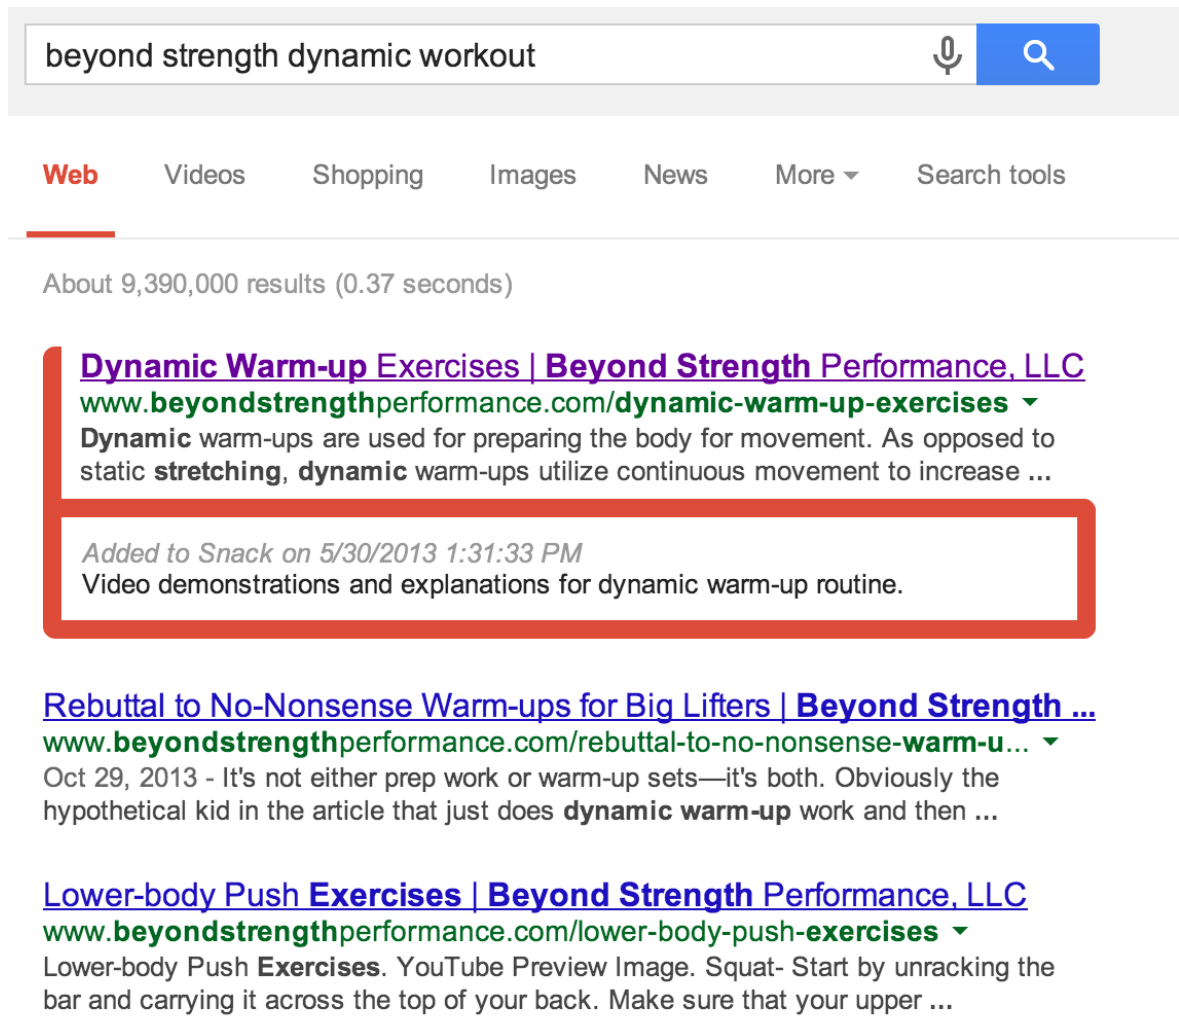 beyond strength dynamic workout
Web Videos Shopping Images News More Search tools
About 9,390,000 results (0.37 seconds)
Dynamic Warm-up Exercises | Beyond Strength Performance, LLC
www.beyondstrengthperformance.com/dynamic-warm-up-exercises
Dynamic warm-ups are used for preparing the body for movement. As opposed to
static stretching, dynamic warm-ups utilize continuous movement to increase ...
Added to Snack on 5/30/2013 1:31:33 PM
Video demonstrations and explanations for dynamic warm-up routine.
Rebuttal to No-Nonsense Warm-ups for Big Lifters | Beyond Strength ...
www.beyondstrengthperformance.com/rebuttal-to-no-nonsense-warm-u...
Oct 29, 2013 - It's not either prep work or warm-up sets—it's both. Obviously the
hypothetical kid in the article that just does dynamic warm-up work and then ...
Lower-body Push Exercises | Beyond Strength Performance, LLC
www.beyondstrengthperformance.com/lower-body-push-exercises
Lower-body Push Exercises. YouTube Preview Image. Squat- Start by unracking the
bar and carrying it across the top of your back. Make sure that your upper ...